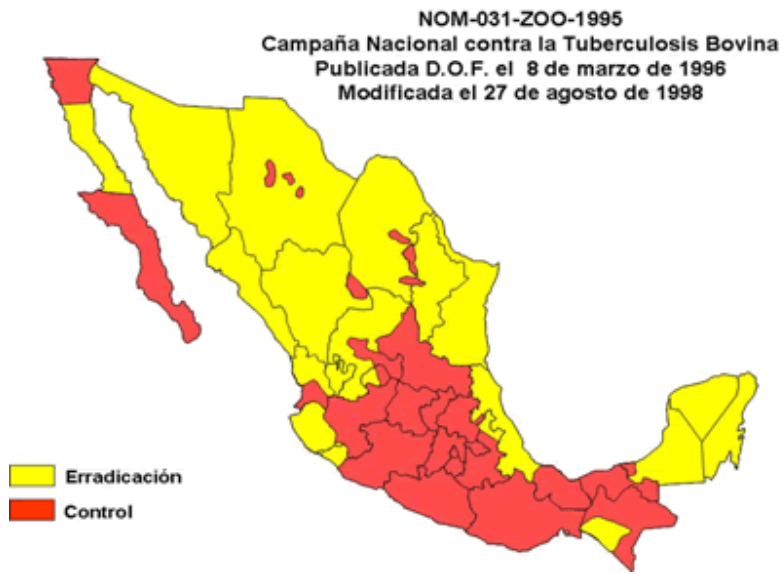 NOM-031-ZOO-1995
Campaña Nacional contra la Tuberculosis Bovina
Publicada D.O.F. el 8 de marzo de 1996
Modificada el 27 de agosto de 1998
Erradicación
Control